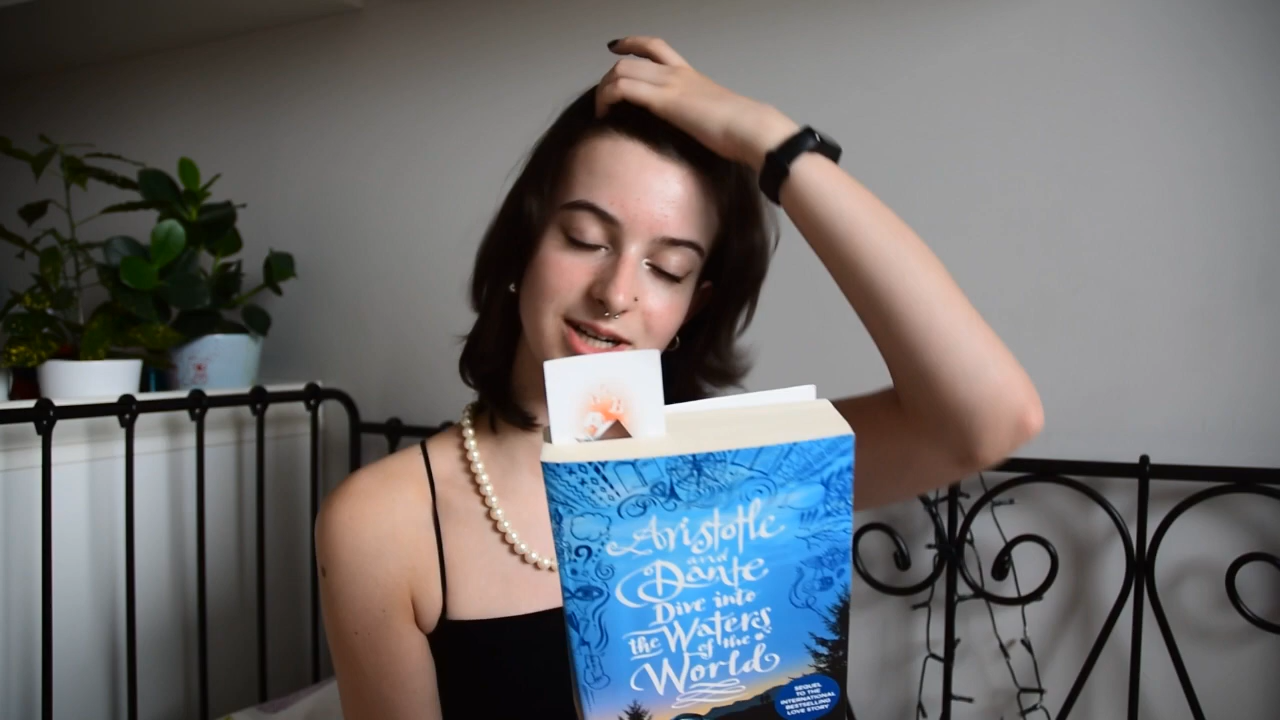 Aristotle
and
Dante
Dive into
the Waters
of the
World
SEQUEL
TO THE
INTERNATIONAL
BESTSELLING
LOVE STORY